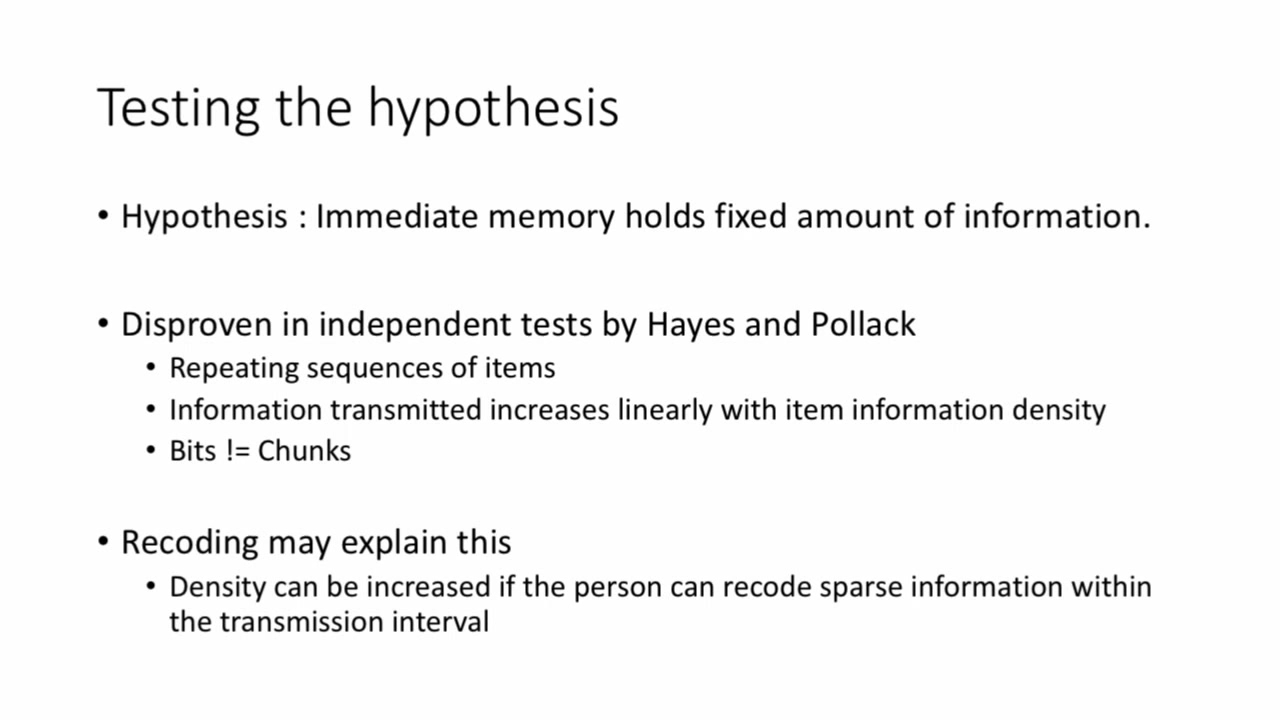 Testing the hypothesis
• Hypothesis : Immediate memory holds fixed amount of information.
• Disproven in independent tests by Hayes and Pollack
• Repeating sequences of items
• Information transmitted increases linearly with item information density
• Bits != Chunks
• Recoding may explain this
• Density can be increased if the person can recode sparse information within
the transmission interval